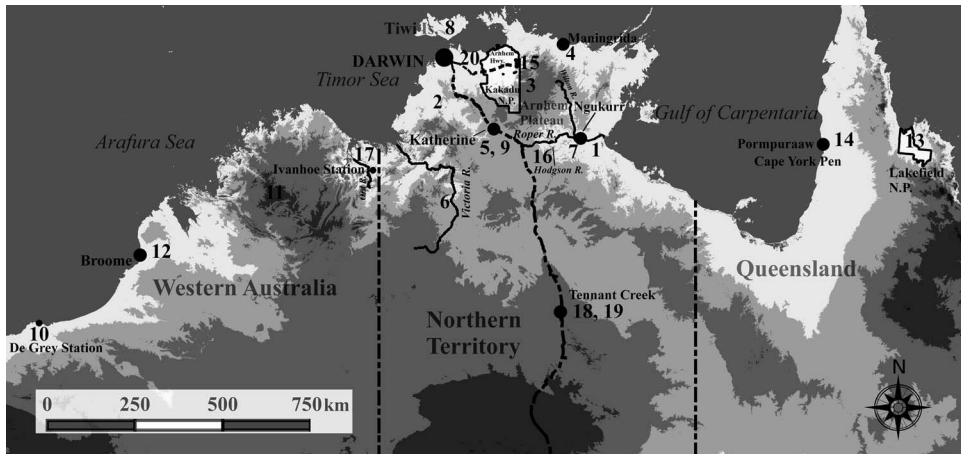 Tiwi Is. 8
Maningrida
4
DARWIN
20
Arnhem
Hwy.
15
Timor Sea
Kakadu
N.P.
3
2
Arnhem
Plateau
Ngukurr
Gulf of Carpentaria
Arafura Sea
Katherine
Roper R.
5, 9
16
7
1
Hodgson R.
Pormpuraaw
14
Cape York Pen
13
Lakefield
N.P.
17
Ivanhoe Station
11
6
Victoria R.
Broome
12
Western Australia
Queensland
Tennant Creek
18, 19
Northern
Territory
10
De Grey Station
N
0 250 500 750 km